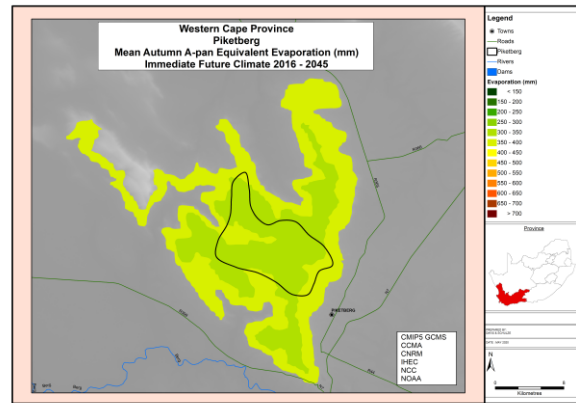 Western Cape Province
Piketberg
Mean Autumn A-pan Equivalent Evaporation (mm)
Immediate Future Climate 2016 - 2045
PIKETBERG
CMIP5 GCMS
CCMA
CNRM
IHEC
NCC
NOAA
Legend
Towns
Roads
Piketberg
Rivers
Dams
Evaporation (mm)
< 150
150 - 200
200 - 250
250 - 300
300 - 350
350 - 400
400 - 450
450 - 500
500 - 550
550 - 600
600 - 650
650 - 700
> 700
Province
N
Kilometres